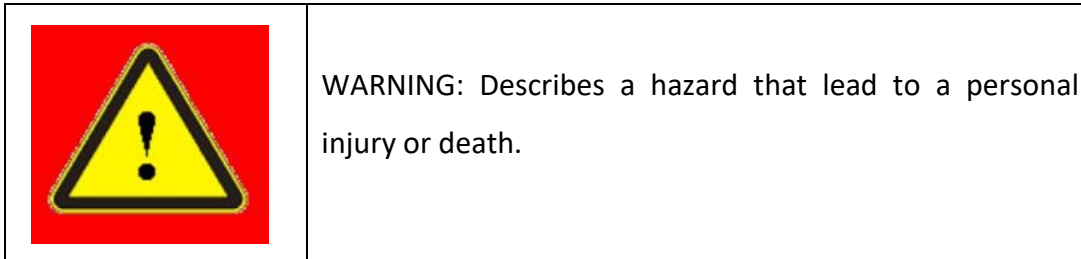 WARNING: Describes a hazard that lead to a personal
injury or death.